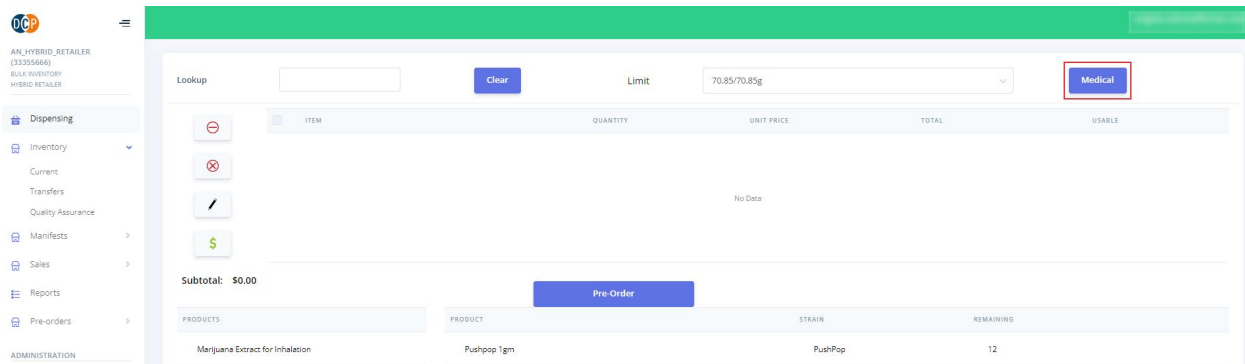 DCP
AN_HYBRID_RETAILER
(33355666)
BULK INVENTORY
HYBRID RETAILER
Dispensing
Inventory
Current
Transfers
Quality Assurance
Manifests
Sales
Reports
Pre-orders
ADMINISTRATION
Lookup Clear Limit 70.85/70.85g Medical
ITEM QUANTITY UNIT PRICE TOTAL USABLE
No Data
$
Subtotal: $0.00
Pre-Order
PRODUCTS
Marijuana Extract for Inhalation
PRODUCT STRAIN REMAINING
Pushpop 1gm PushPop 12